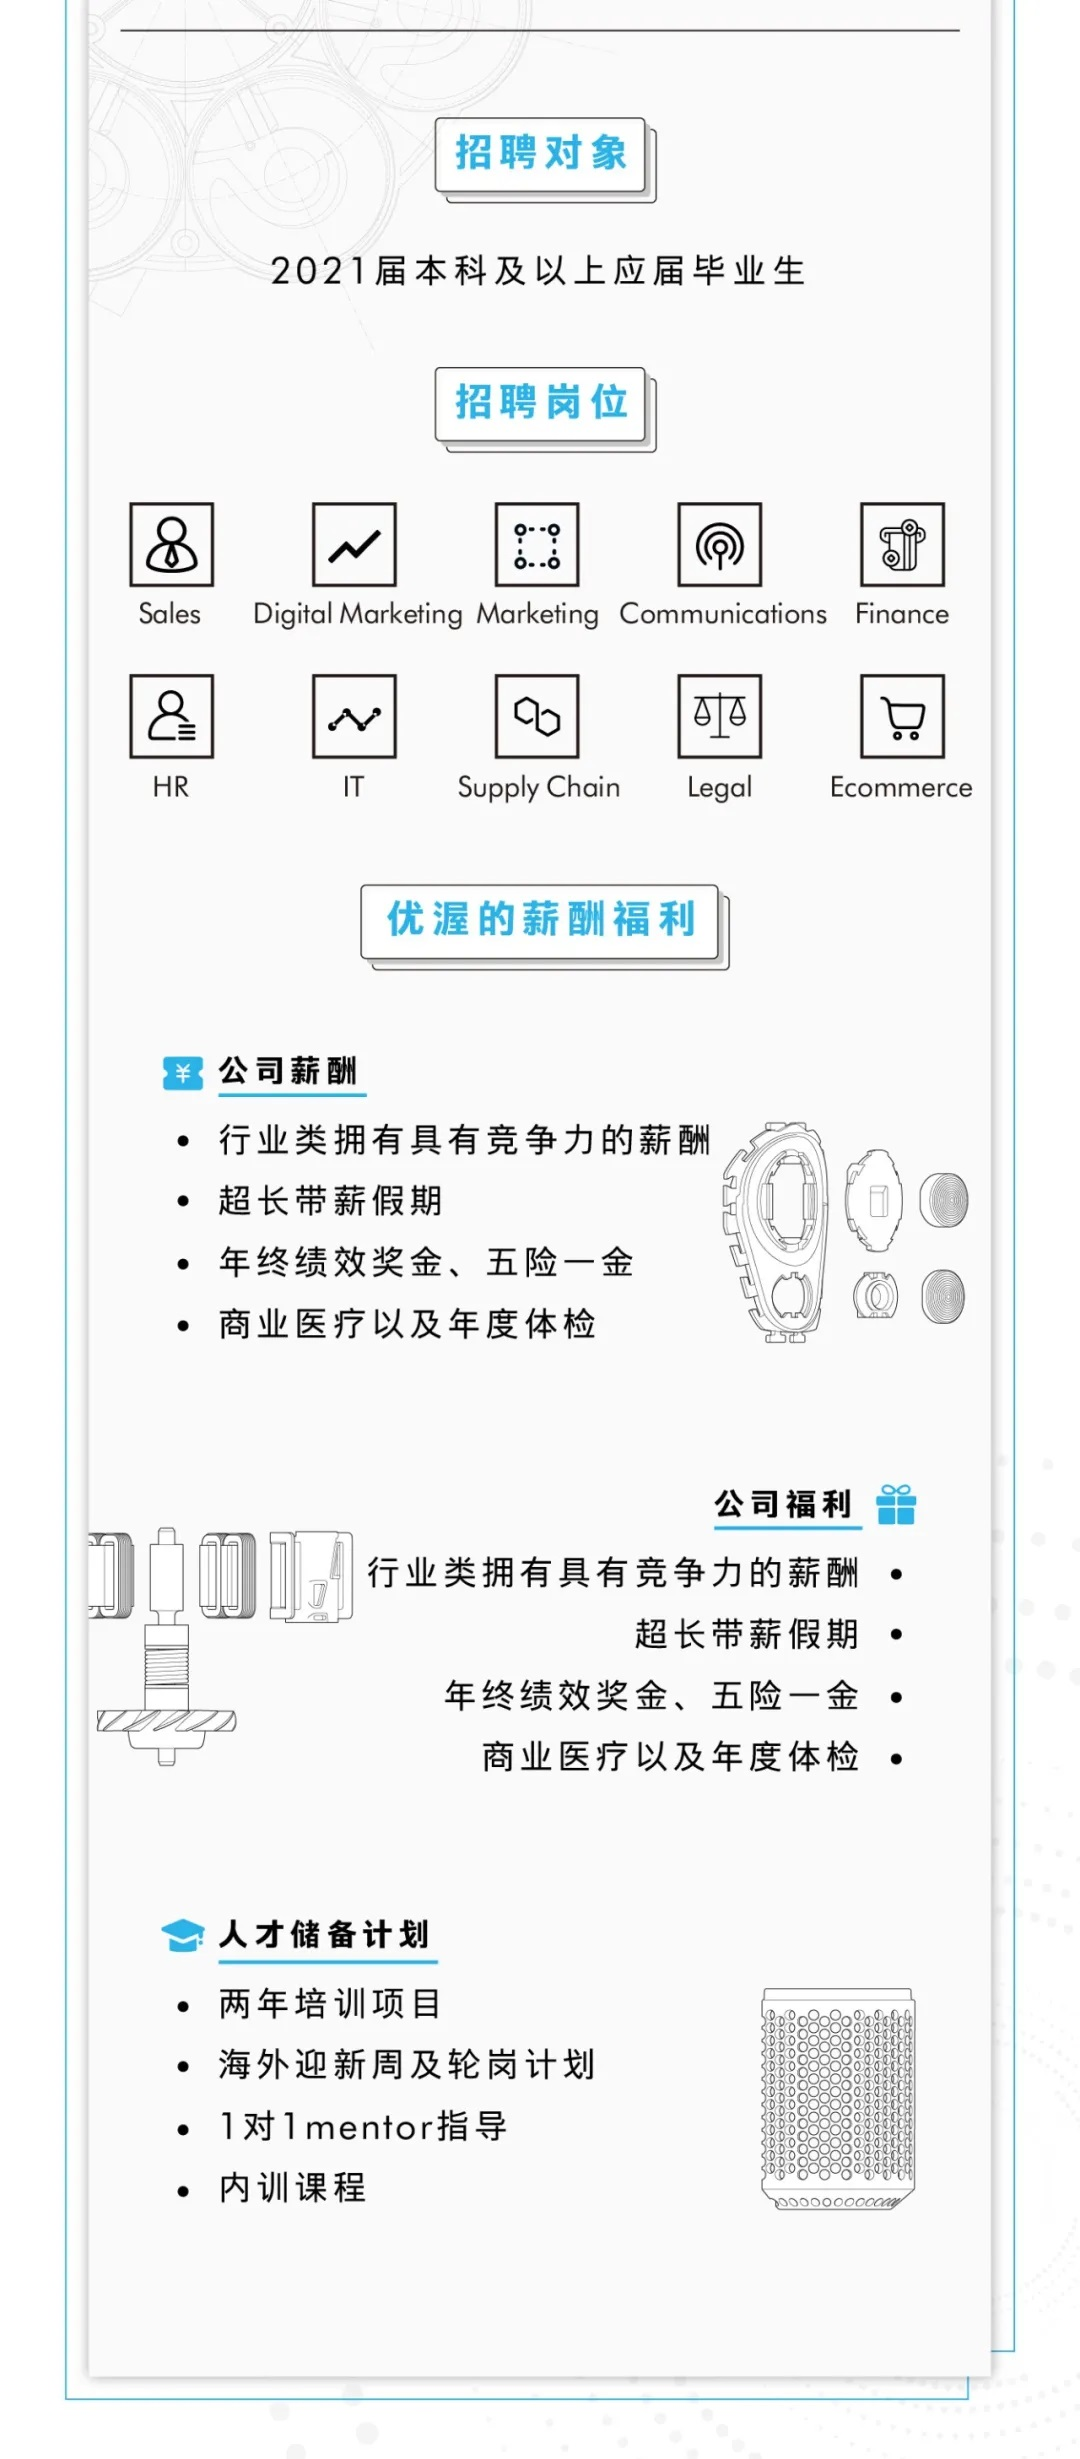 招聘对象
2021届本科及以上应届毕业生
招聘岗位
Sales Digital Marketing Marketing Communications Finance
HR IT Supply Chain Legal Ecommerce
优渥的薪酬福利
¥ 公司薪酬
• 行业类拥有具有竞争力的薪酬
• 超长带薪假期
• 年终绩效奖金、五险一金
• 商业医疗以及年度体检
公司福利
行业类拥有具有竞争力的薪酬 •
超长带薪假期 •
年终绩效奖金、五险一金 •
商业医疗以及年度体检 •
人才储备计划
• 两年培训项目
• 海外迎新周及轮岗计划
• 1对1mentor指导
• 内训课程